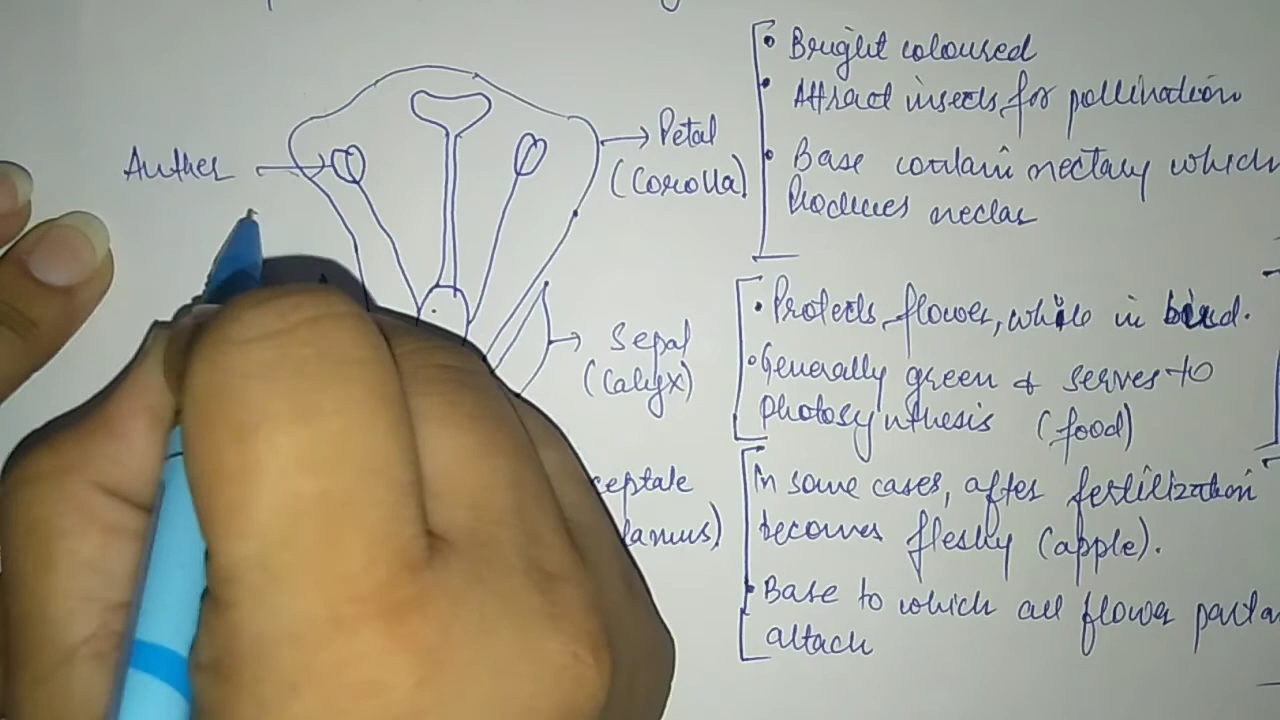 Anther
Petal
(Corolla)
Sepal
(Calyx)
ceptale
lamus)
• Bright coloured
• Attract insects for pollination
• Base contain nectary which
Produces nectar
• Protects flower, while in bud.
• Generally green & serves to
photosynthesis (food)
In some cases, after fertilization
becomes fleshy (apple).
• Base to which all flower parts
attach